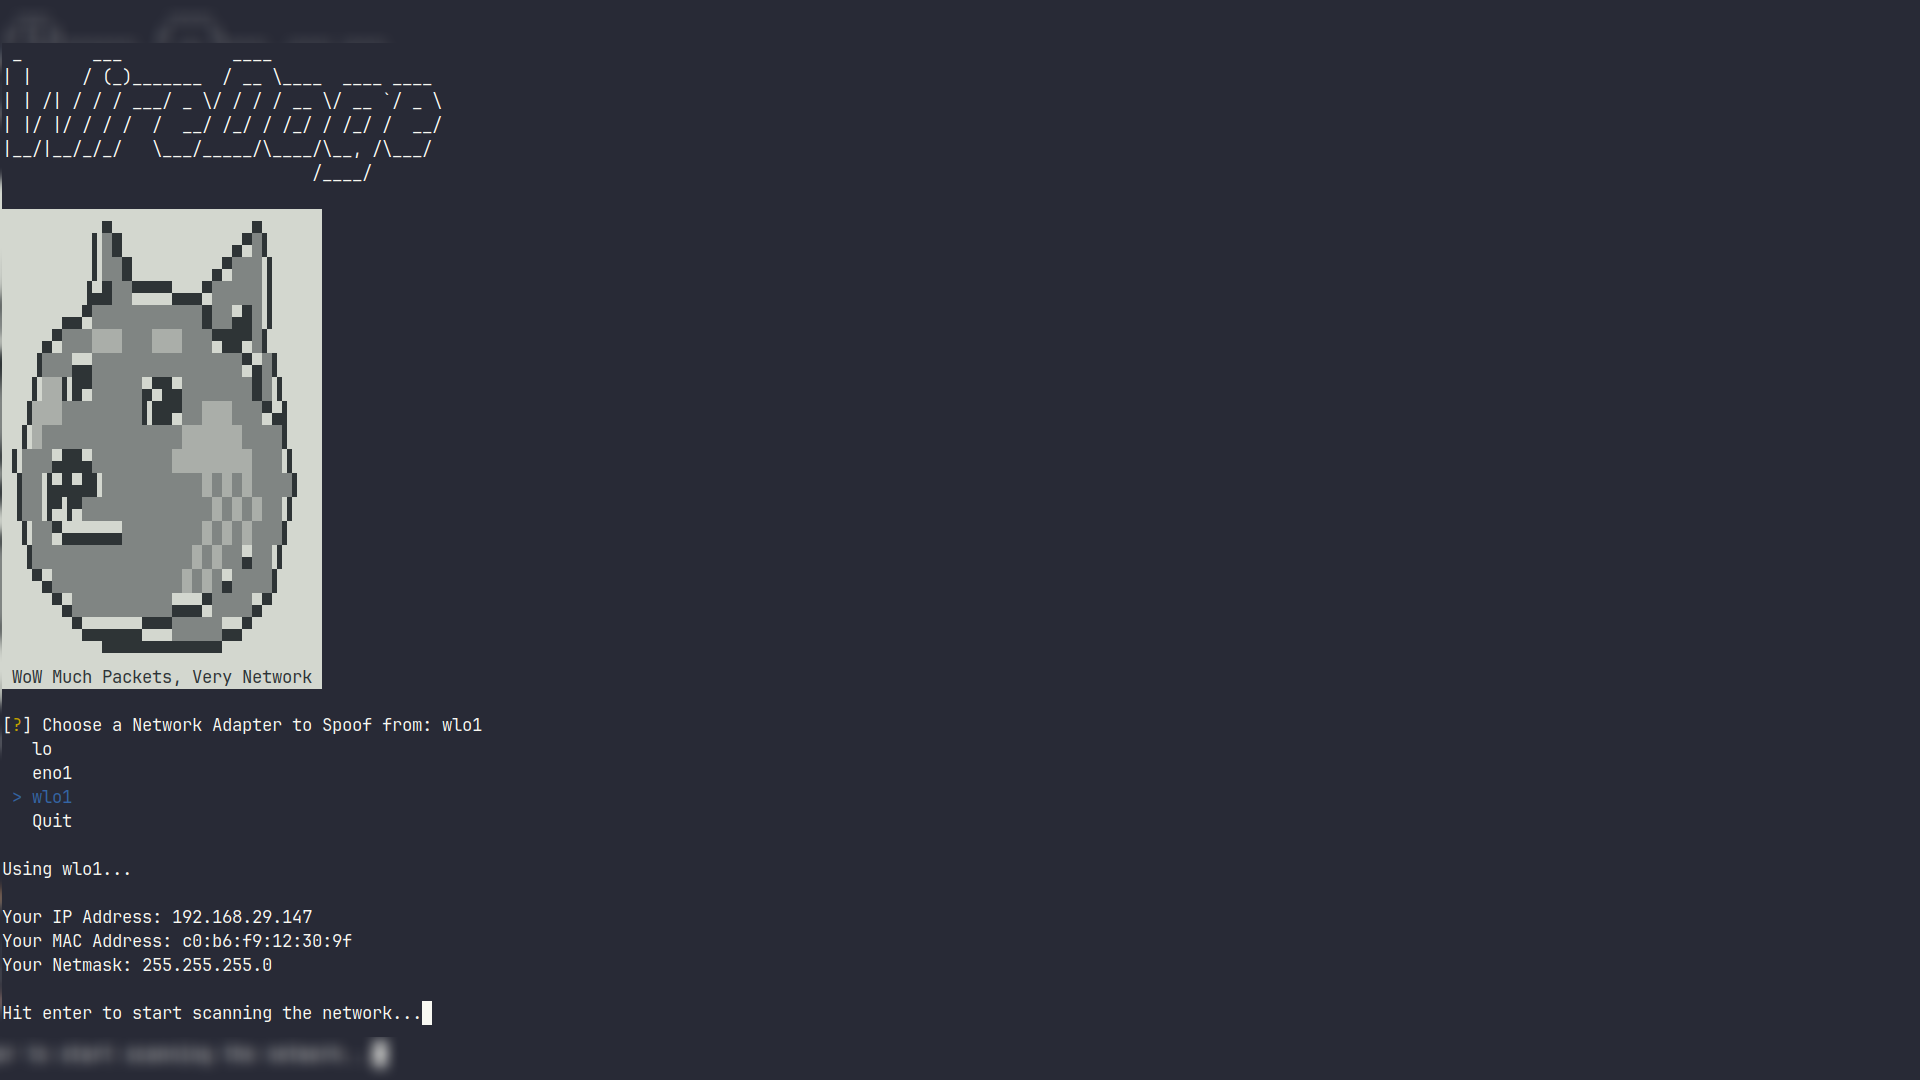 _       ___           ____
| |     / (_)_______  / __ \____  ____ ____
| | /| / / / ___/ _ \/ / / / __ \/ __ `/ _ \
| |/ |/ / / /  /  __/ /_/ / /_/ / /_/ /  __/
|__/|__/_/_/   \___/_____/\____/\__, /\___/
                               /____/
WoW Much Packets, Very Network
[?] Choose a Network Adapter to Spoof from: wlo1
lo
eno1
> wlo1
Quit
Using wlo1...
Your IP Address: 192.168.29.147
Your MAC Address: c0:b6:f9:12:30:9f
Your Netmask: 255.255.255.0
Hit enter to start scanning the network...